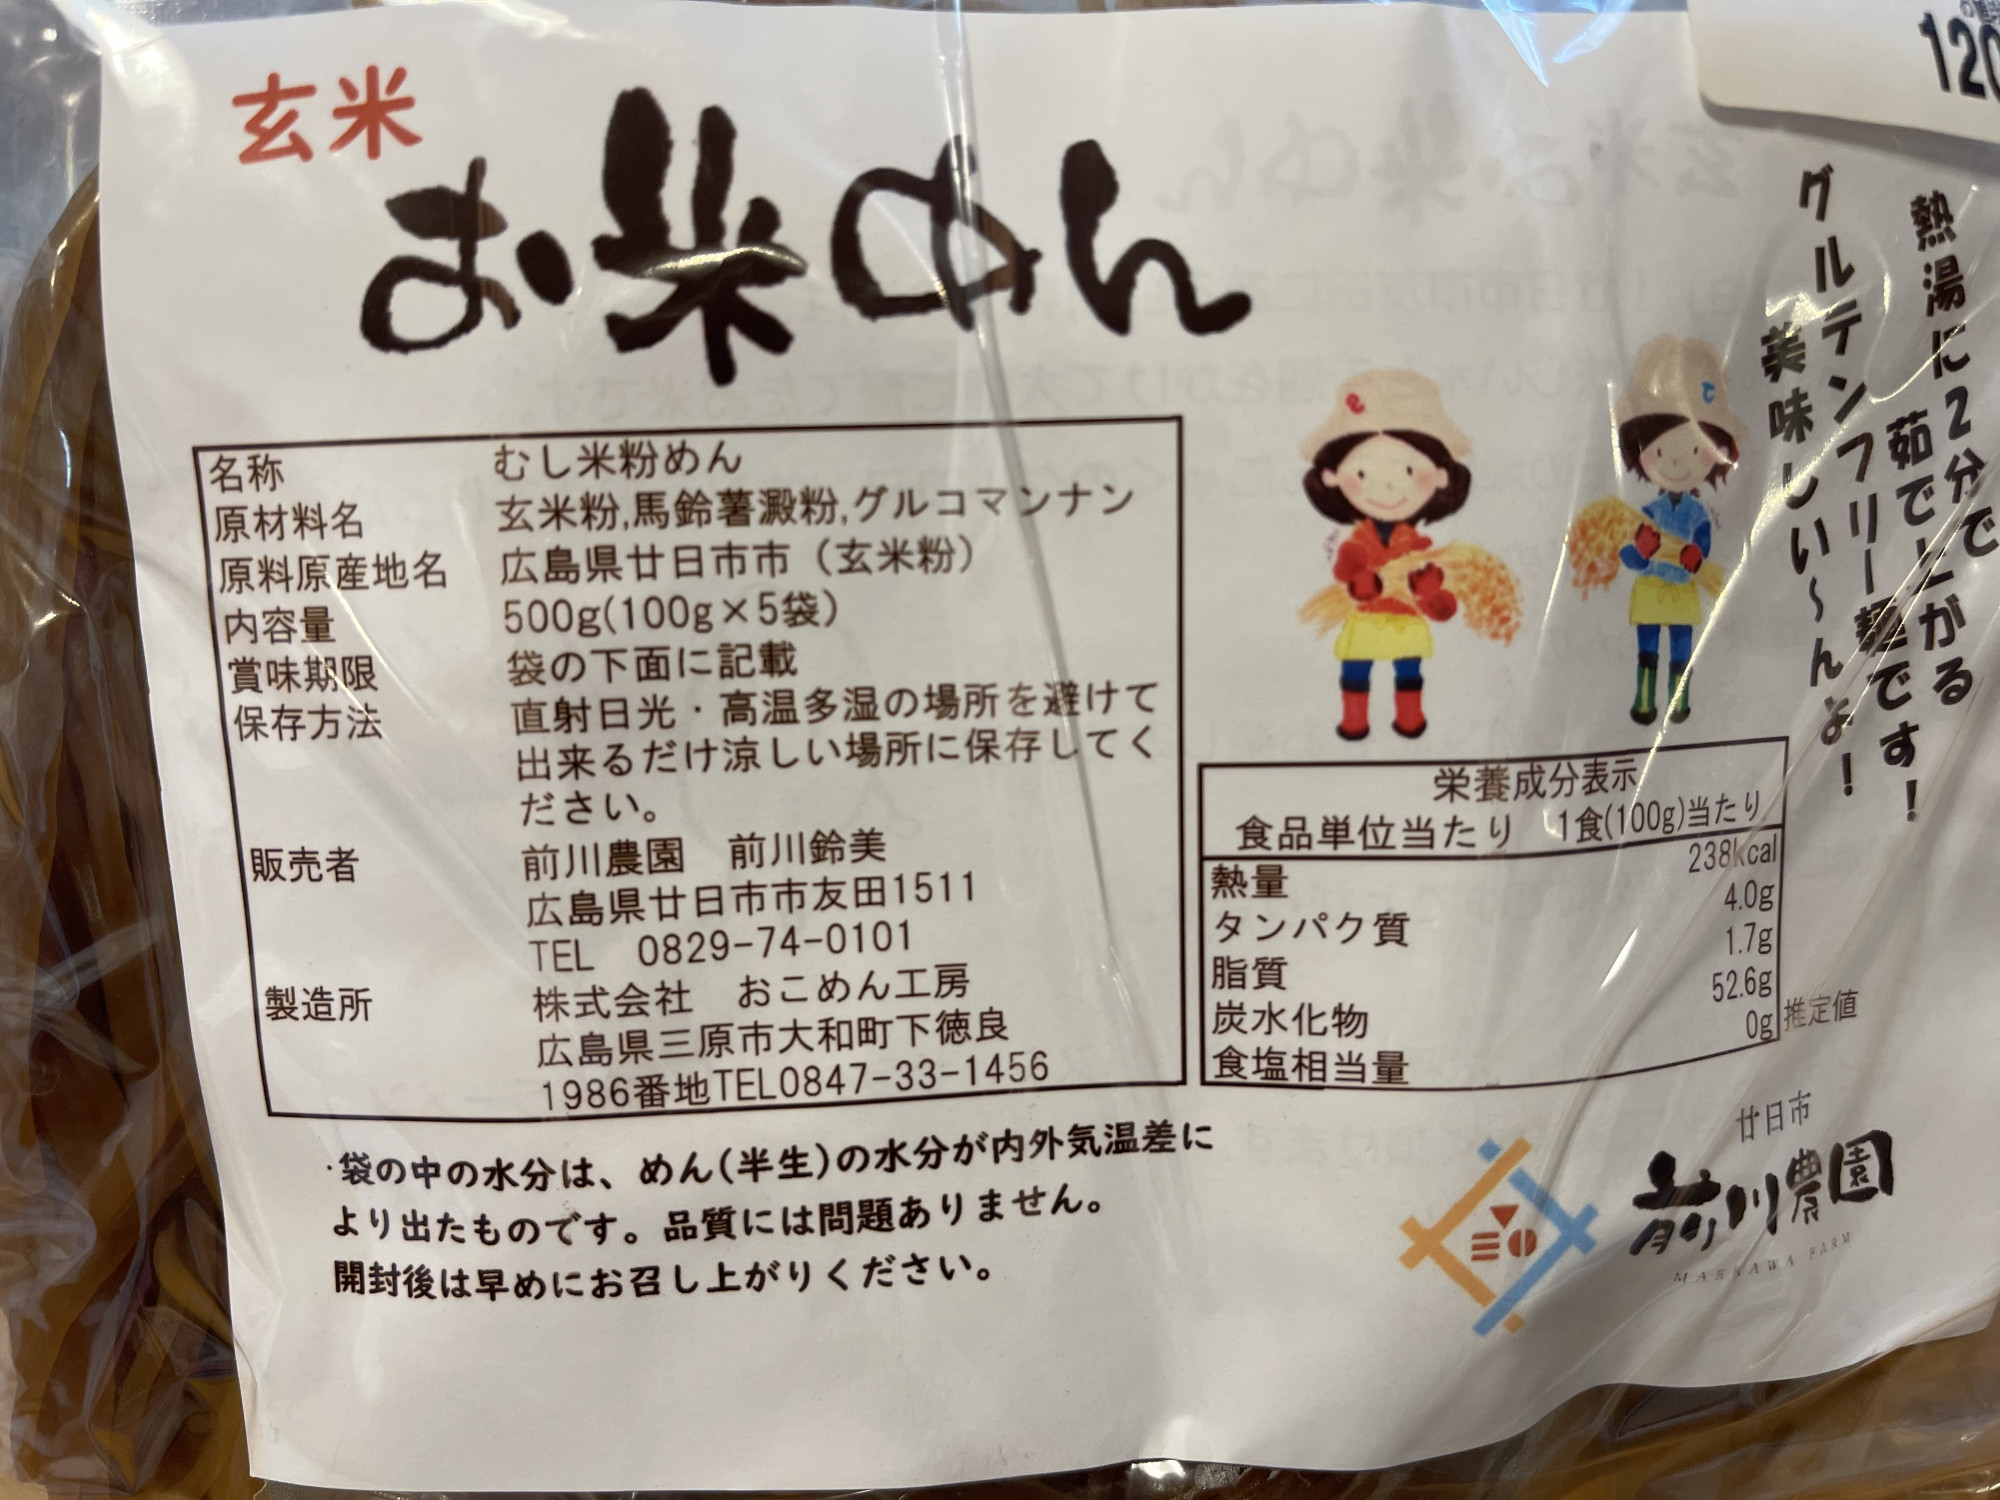 玄米
お米めん
120
熱湯に2分で
茹で上がる
グルテンフリー麺です！
美味しい〜んよ！
名称 むし米粉めん
原材料名 玄米粉,馬鈴薯澱粉,グルコマンナン
原料原産地名 広島県廿日市市（玄米粉）
内容量 500g(100g×5袋)
賞味期限 袋の下面に記載
保存方法 直射日光・高温多湿の場所を避けて
出来るだけ涼しい場所に保存してく
ださい。
販売者 前川農園 前川鈴美
広島県廿日市市友田1511
TEL 0829-74-0101
製造所 株式会社 おこめん工房
広島県三原市大和町下徳良
1986番地TEL0847-33-1456
栄養成分表示
食品単位当たり 1食(100g)当たり
熱量 238kcal
タンパク質 4.0g
脂質 1.7g
炭水化物 52.6g
食塩相当量 0g
推定値
・袋の中の水分は、めん(半生)の水分が内外気温差に
より出たものです。品質には問題ありません。
開封後は早めにお召し上がりください。
廿日市
前川農園
MAEKAWA FARM